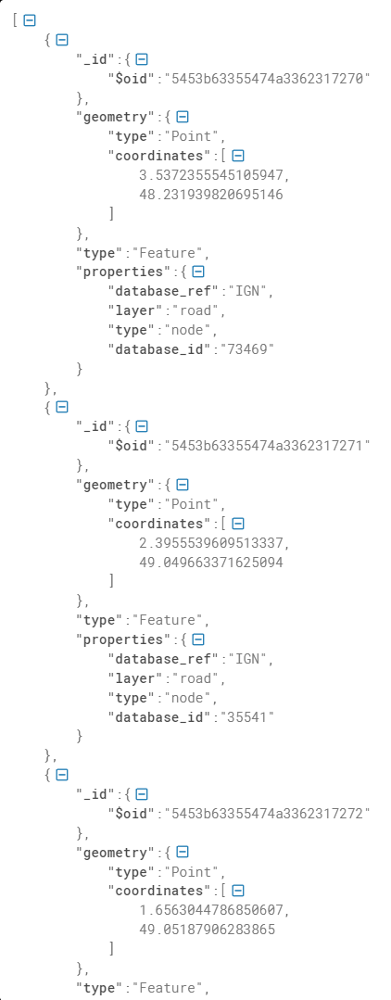 [
{
"_id":{
"$oid":"5453b63355474a3362317270"
},
"geometry":{
"type":"Point",
"coordinates":[
3.5372355545105947,
48.231939820695146
]
},
"type":"Feature",
"properties":{
"database_ref":"IGN",
"layer":"road",
"type":"node",
"database_id":"73469"
}
},
{
"_id":{
"$oid":"5453b63355474a3362317271"
},
"geometry":{
"type":"Point",
"coordinates":[
2.3955539609513337,
49.049663371625094
]
},
"type":"Feature",
"properties":{
"database_ref":"IGN",
"layer":"road",
"type":"node",
"database_id":"35541"
}
},
{
"_id":{
"$oid":"5453b63355474a3362317272"
},
"geometry":{
"type":"Point",
"coordinates":[
1.6563044786850607,
49.05187906283865
]
},
"type":"Feature",